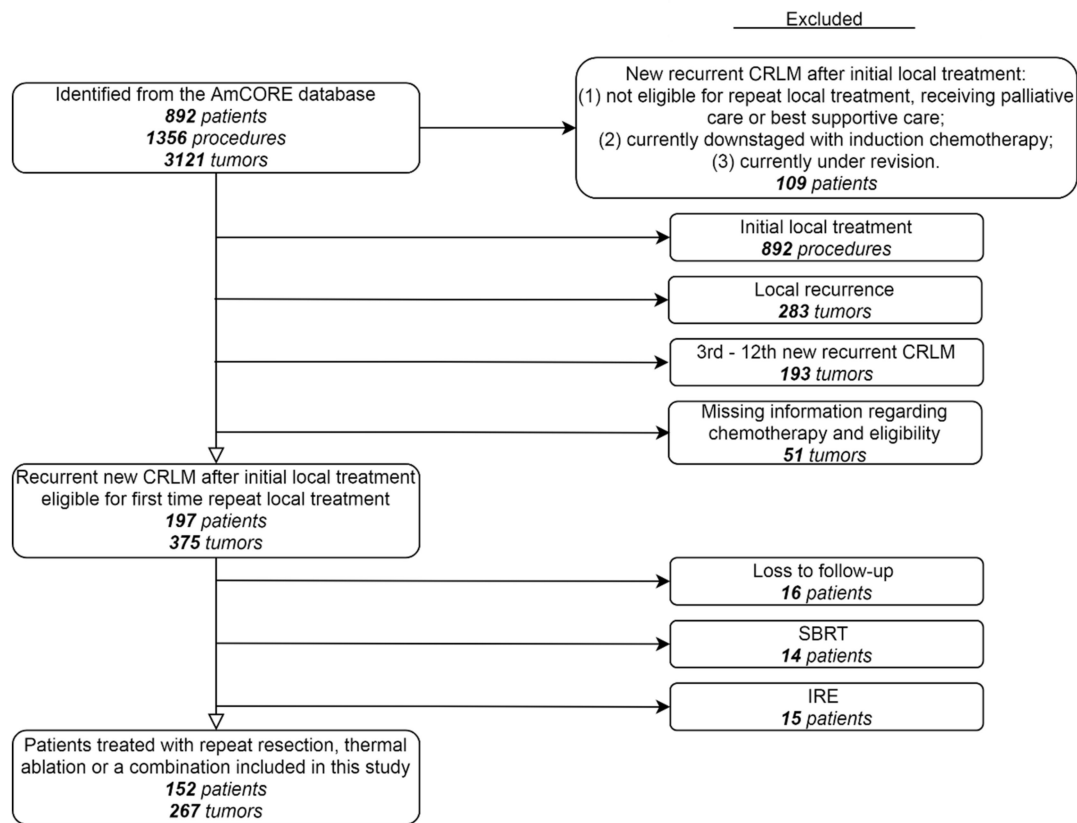 Excluded
Identified from the AmCORE database
892 patients
1356 procedures
3121 tumors
New recurrent CRLM after initial local treatment:
(1) not eligible for repeat local treatment, receiving palliative
care or best supportive care;
(2) currently downstaged with induction chemotherapy;
(3) currently under revision.
109 patients
Initial local treatment
892 procedures
Local recurrence
283 tumors
3rd - 12th new recurrent CRLM
193 tumors
Missing information regarding
chemotherapy and eligibility
51 tumors
Recurrent new CRLM after initial local treatment
eligible for first time repeat local treatment
197 patients
375 tumors
Loss to follow-up
16 patients
SBRT
14 patients
IRE
15 patients
Patients treated with repeat resection, thermal
ablation or a combination included in this study
152 patients
267 tumors